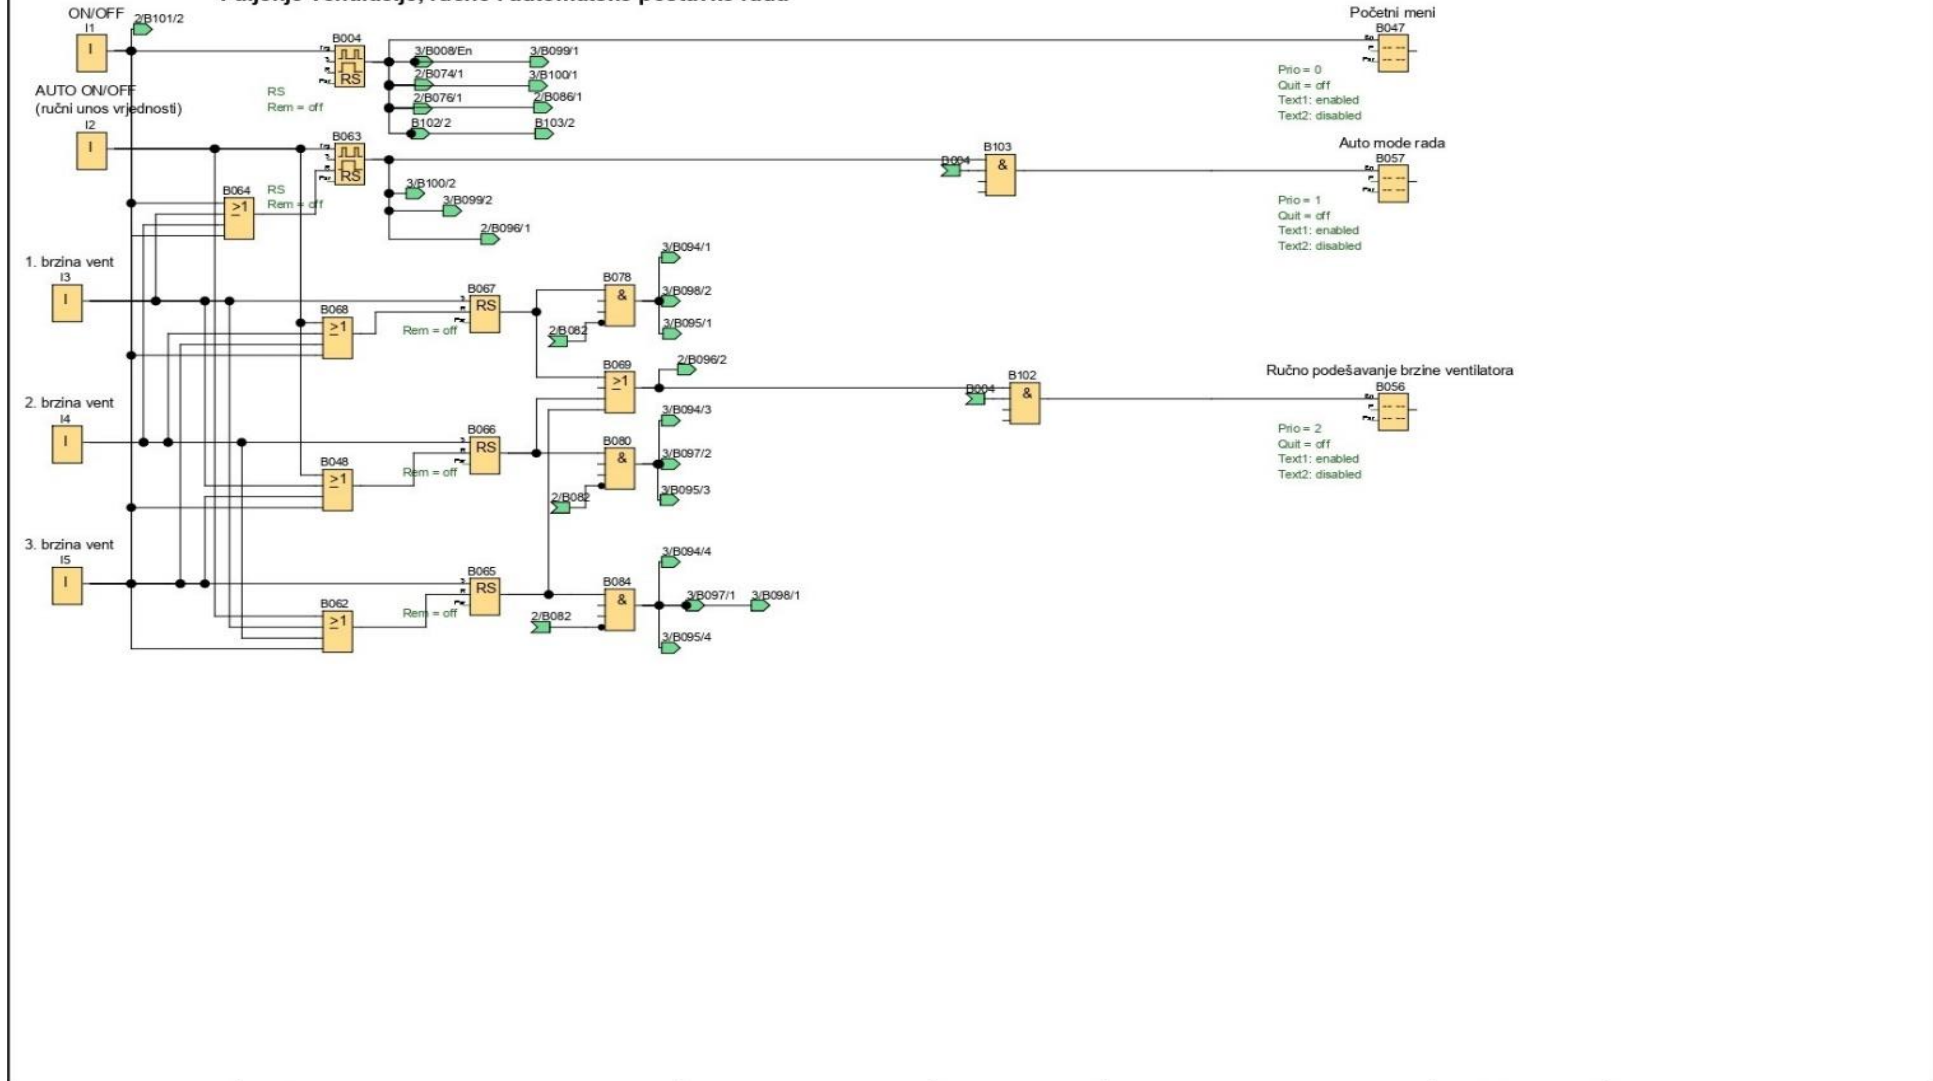 ON/OFF
I1
I
2/B101/2
B004
RS
RS
Rem = off
3/B008/En
3/B099/1
2/B074/1
3/B100/1
2/B076/1
2/B086/1
B102/2
B103/2
Početni meni
B047
Prio = 0
Quit = off
Text1: enabled
Text2: disabled
AUTO ON/OFF
(ručni unos vrjednosti)
I2
I
B063
RS
RS
Rem = off
B064
≥1
3/B100/2
3/B099/2
2/B096/1
B004
B103
&
Auto mode rada
B057
Prio = 1
Quit = off
Text1: enabled
Text2: disabled
1. brzina vent
I3
I
B068
≥1
B067
RS
Rem = off
B078
&
2/B082
3/B094/1
3/B098/2
3/B095/1
B069
≥1
2/B096/2
B004
B102
&
Ručno podešavanje brzine ventilatora
B056
Prio = 2
Quit = off
Text1: enabled
Text2: disabled
2. brzina vent
I4
I
B048
≥1
B066
RS
Rem = off
B080
&
2/B082
3/B094/3
3/B097/2
3/B095/3
3. brzina vent
I5
I
B062
≥1
B065
RS
Rem = off
B084
&
2/B082
3/B094/4
3/B097/1
3/B098/1
3/B095/4